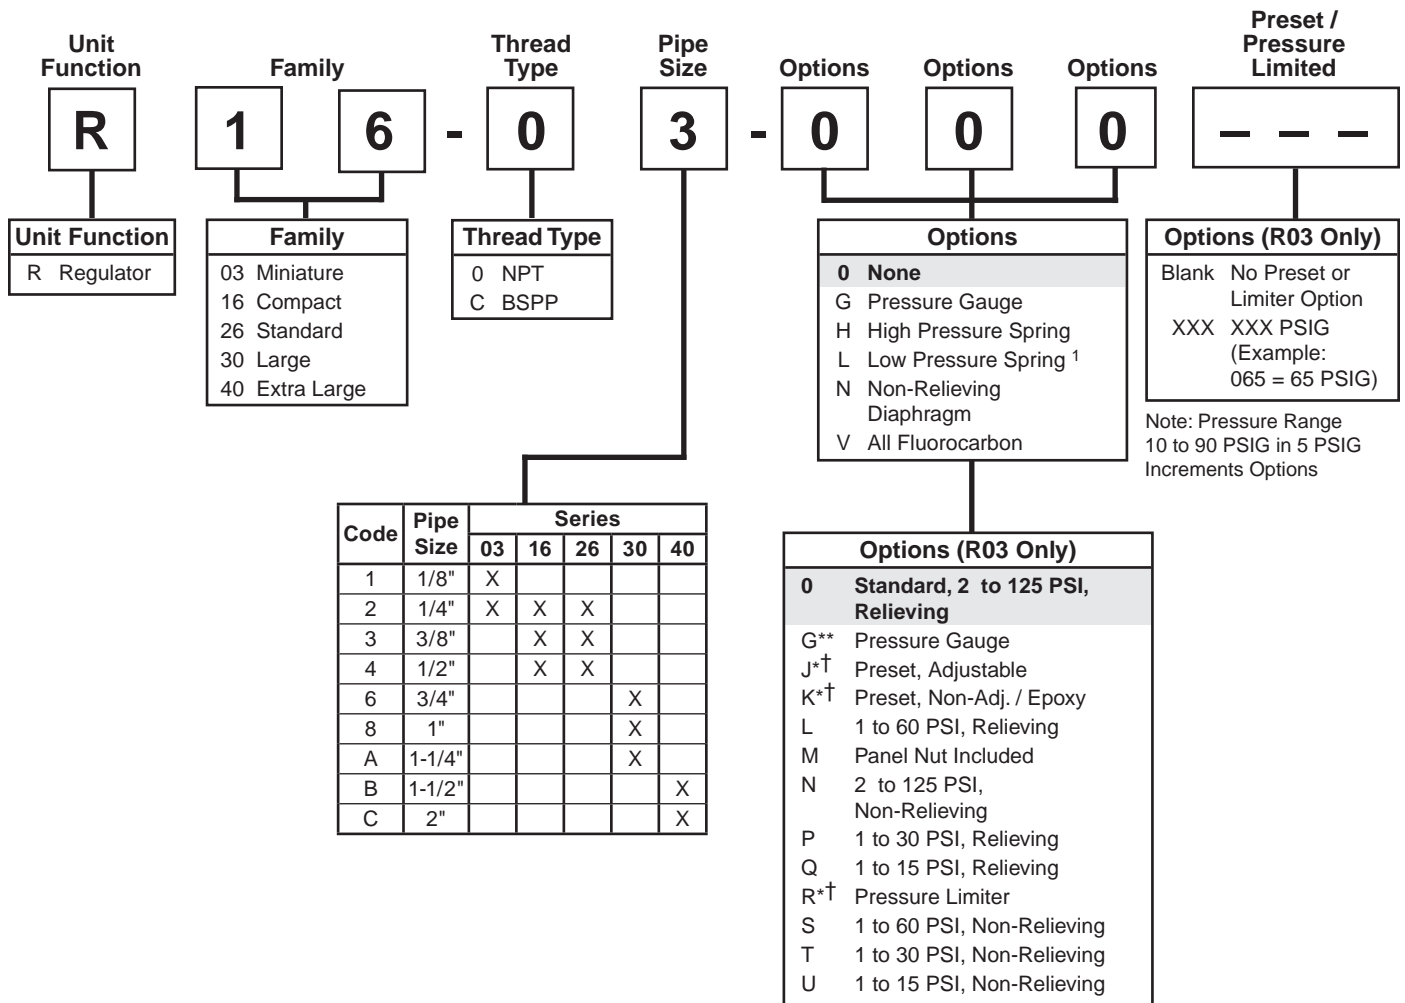 Unit Function
Family
Thread Type
Pipe Size
Options
Options
Options
Preset / Pressure Limited
R
1
6
-
0
3
-
0
0
0
– – –
Unit Function
R Regulator
Family
03 Miniature
16 Compact
26 Standard
30 Large
40 Extra Large
Thread Type
0 NPT
C BSPP
Options
0 None
G Pressure Gauge
H High Pressure Spring
L Low Pressure Spring 1
N Non-Relieving
Diaphragm
V All Fluorocarbon
Options (R03 Only)
Blank No Preset or
Limiter Option
XXX XXX PSIG
(Example:
065 = 65 PSIG)
Note: Pressure Range
10 to 90 PSIG in 5 PSIG
Increments Options
Code Pipe Size Series
03 16 26 30 40
1 1/8" X
2 1/4" X X X
3 3/8" X X
4 1/2" X X
6 3/4" X
8 1" X
A 1-1/4" X
B 1-1/2" X
C 2" X
Options (R03 Only)
0 Standard, 2 to 125 PSI,
Relieving
G** Pressure Gauge
J*† Preset, Adjustable
K*† Preset, Non-Adj. / Epoxy
L 1 to 60 PSI, Relieving
M Panel Nut Included
N 2 to 125 PSI,
Non-Relieving
P 1 to 30 PSI, Relieving
Q 1 to 15 PSI, Relieving
R*† Pressure Limiter
S 1 to 60 PSI, Non-Relieving
T 1 to 30 PSI, Non-Relieving
U 1 to 15 PSI, Non-Relieving